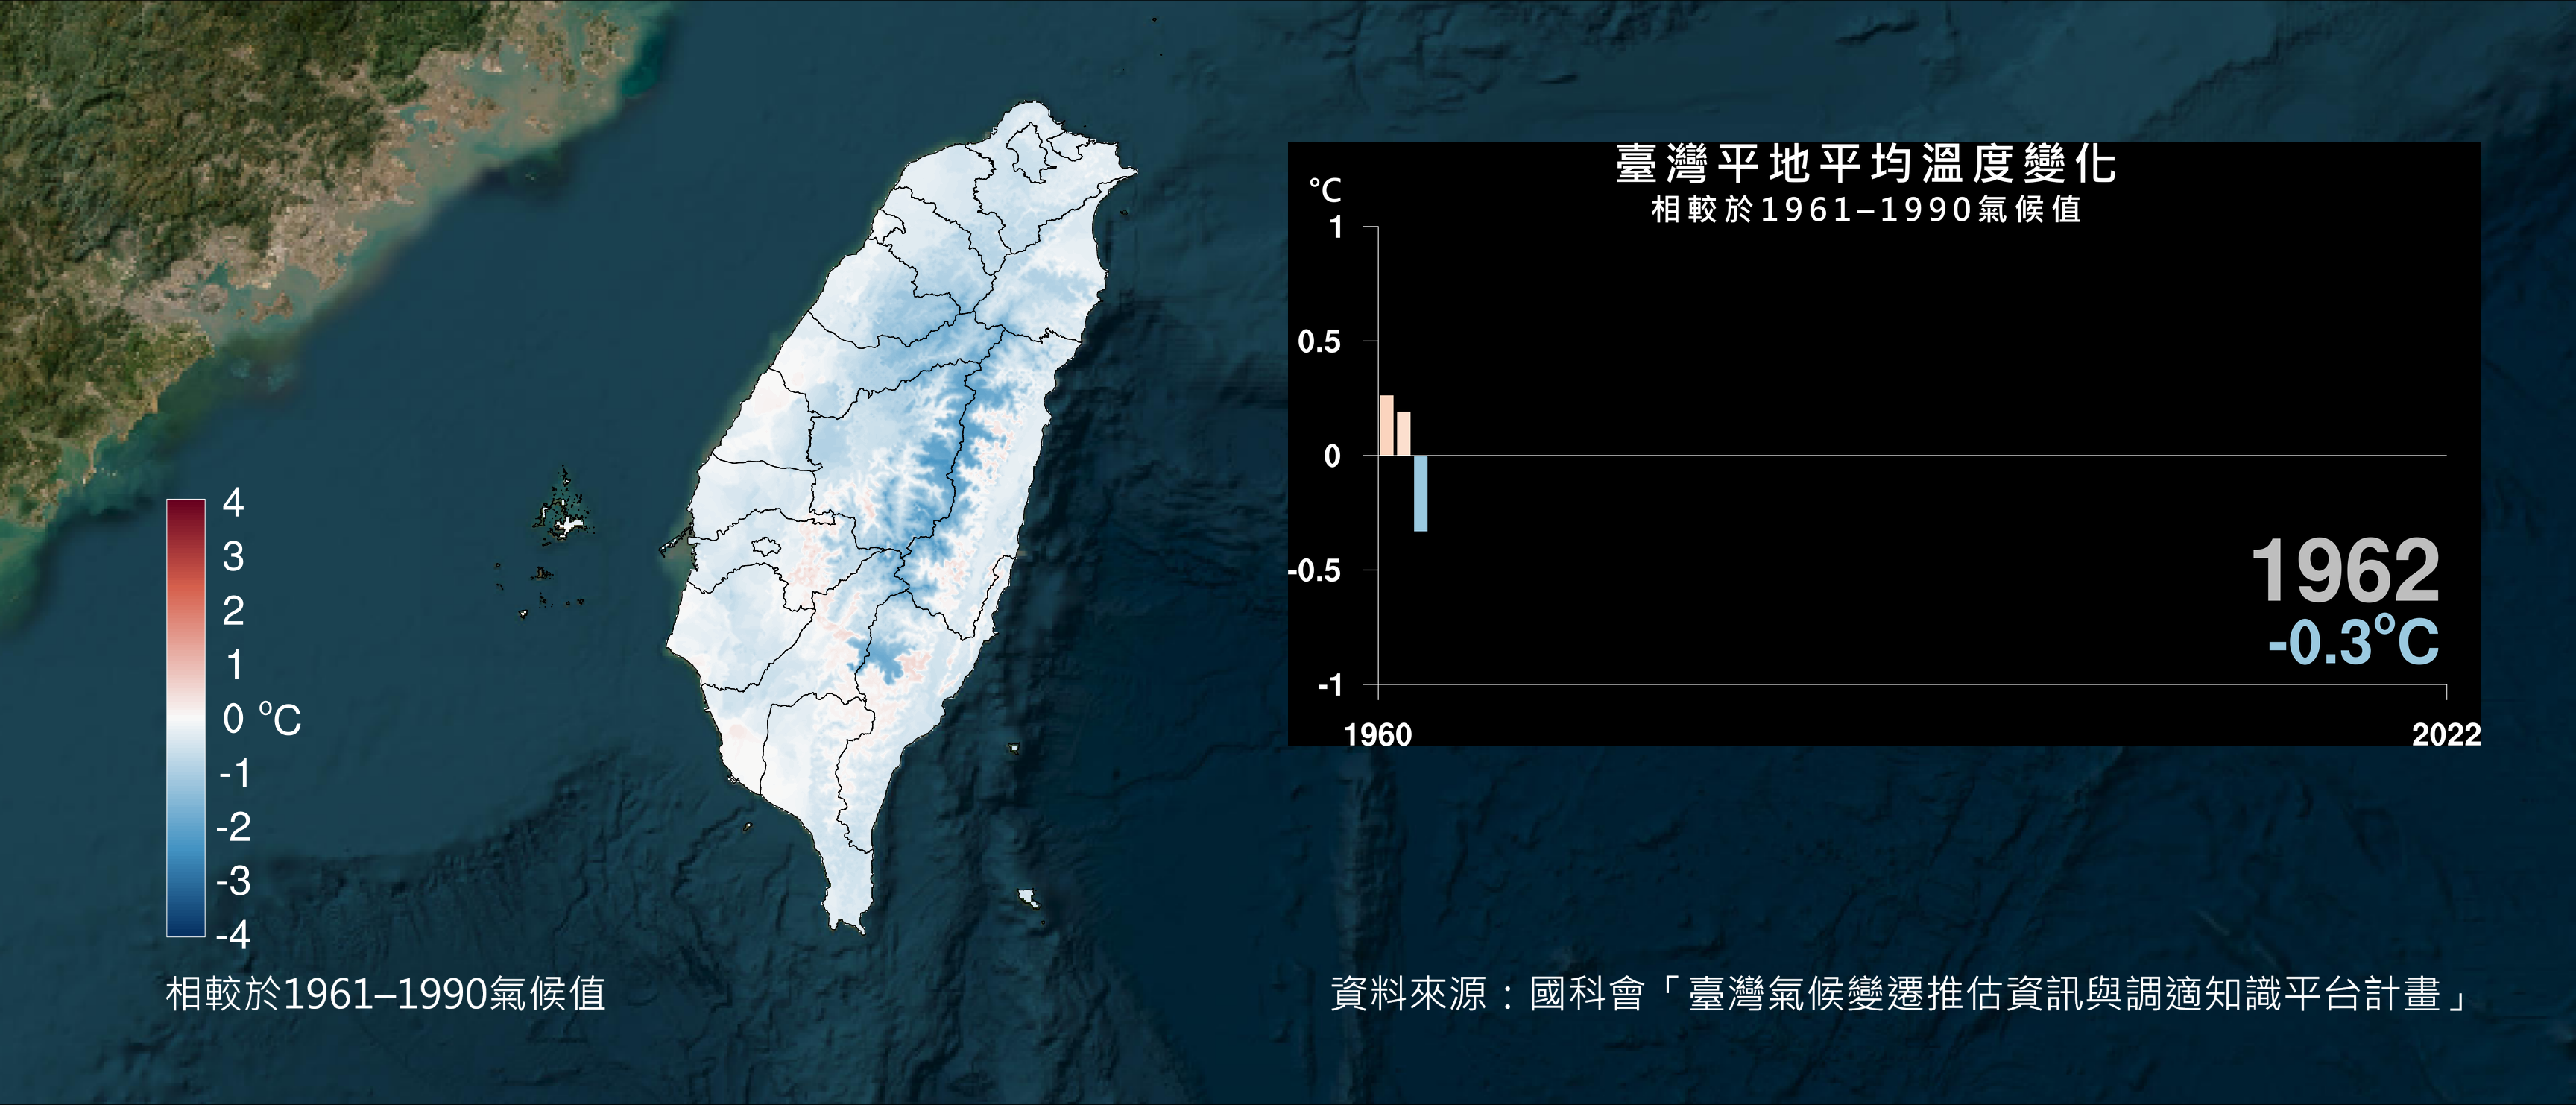 臺灣平地平均溫度變化
相較於1961–1990氣候值
°C
1
0.5
0
-0.5
-1
1960
2022
1962
-0.3°C
4
3
2
1
0 °C
-1
-2
-3
-4
相較於1961–1990氣候值
資料來源：國科會「臺灣氣候變遷推估資訊與調適知識平台計畫」